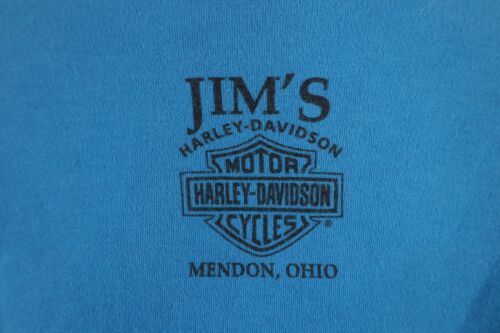 JIM'S
HARLEY-DAVIDSON
MOTOR
HARLEY-DAVIDSON
CYCLES®
MENDON, OHIO